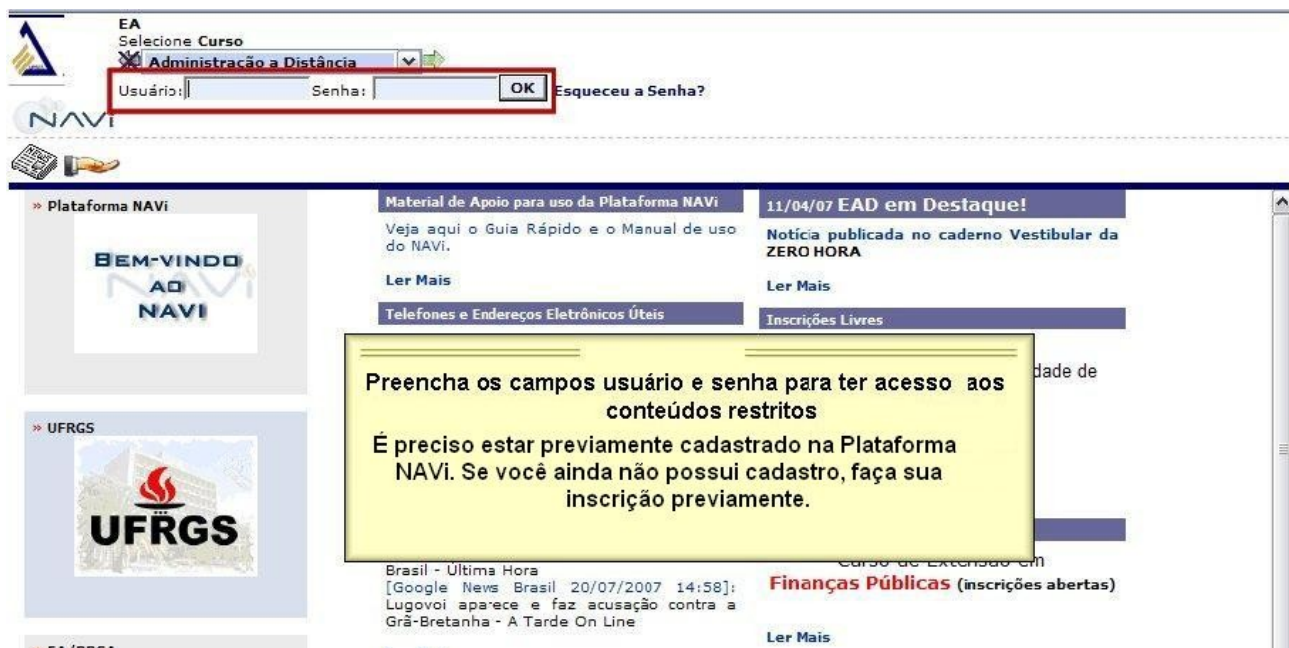 EA
Selecione Curso
Administração a Distância
Usuário: Senha: OK Esqueceu a Senha?
NAVi
NEWS
» Plataforma NAVi
BEM-VINDO
AO
NAVI
» UFRGS
UFRGS
Material de Apoio para uso da Plataforma NAVi
Veja aqui o Guia Rápido e o Manual de uso
do NAVi.
Ler Mais
Telefones e Endereços Eletrônicos Úteis
11/04/07 EAD em Destaque!
Notícia publicada no caderno Vestibular da
ZERO HORA
Ler Mais
Inscrições Livres
dade de
Preencha os campos usuário e senha para ter acesso aos
conteúdos restritos
É preciso estar previamente cadastrado na Plataforma
NAVi. Se você ainda não possui cadastro, faça sua
inscrição previamente.
Brasil - Última Hora
[Google News Brasil 20/07/2007 14:58]:
Lugovoi aparece e faz acusação contra a
Grã-Bretanha - A Tarde On Line
Curso de Extensão em
Finanças Públicas (inscrições abertas)
Ler Mais